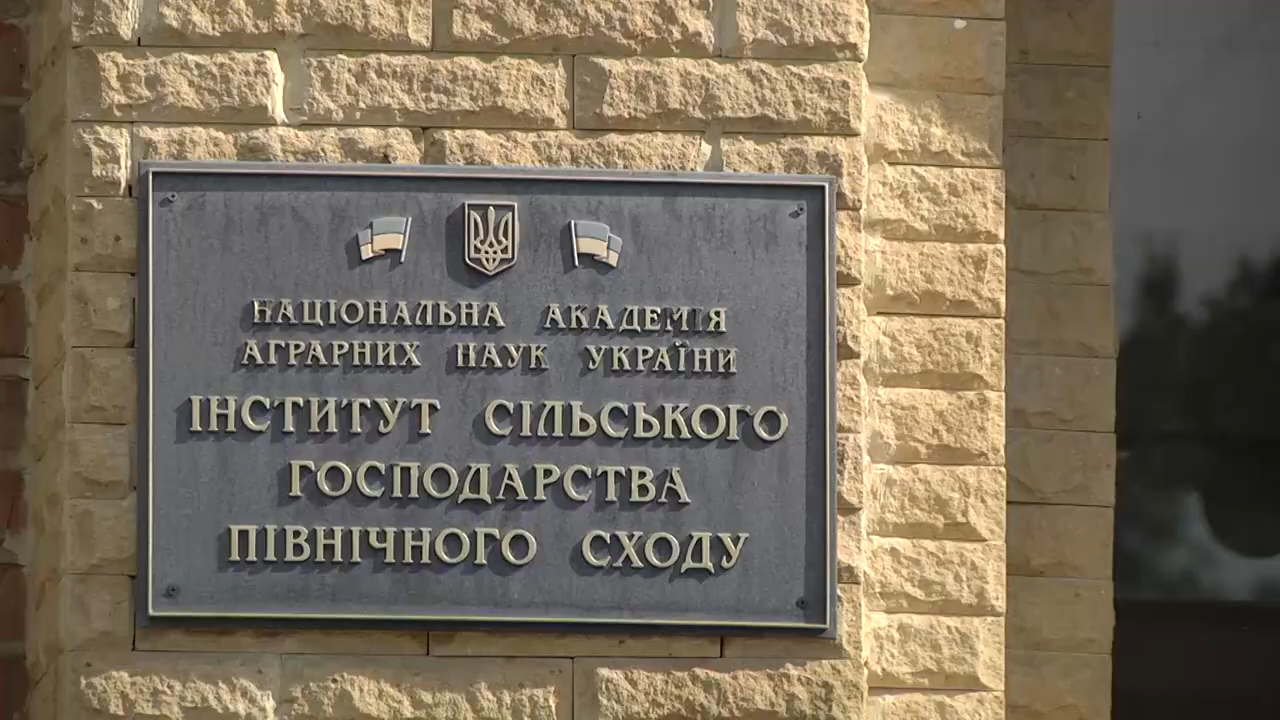 НАЦІОНАЛЬНА АКАДЕМІЯ
АГРАРНИХ НАУК УКРАЇНИ
ІНСТИТУТ СІЛЬСЬКОГО
ГОСПОДАРСТВА
ПІВНІЧНОГО СХОДУ